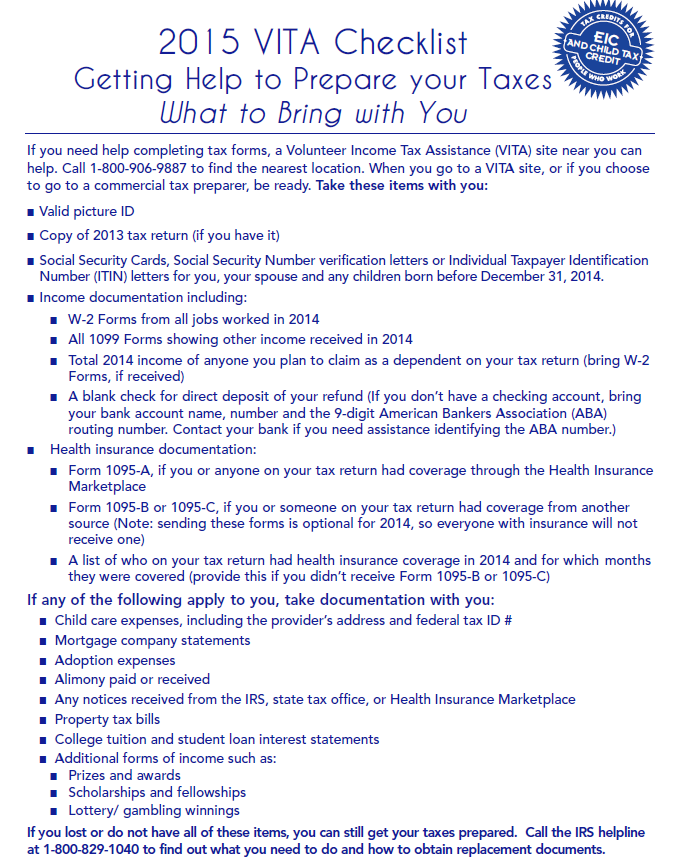 2015 VITA Checklist
Getting Help to Prepare your Taxes
What to Bring with You
TAX CREDITS FOR
EIC
AND CHILD TAX
CREDIT
PEOPLE WHO WORK
If you need help completing tax forms, a Volunteer Income Tax Assistance (VITA) site near you can
help. Call 1-800-906-9887 to find the nearest location. When you go to a VITA site, or if you choose
to go to a commercial tax preparer, be ready. Take these items with you:
■ Valid picture ID
■ Copy of 2013 tax return (if you have it)
■ Social Security Cards, Social Security Number verification letters or Individual Taxpayer Identification
Number (ITIN) letters for you, your spouse and any children born before December 31, 2014.
■ Income documentation including:
■ W-2 Forms from all jobs worked in 2014
■ All 1099 Forms showing other income received in 2014
■ Total 2014 income of anyone you plan to claim as a dependent on your tax return (bring W-2
Forms, if received)
■ A blank check for direct deposit of your refund (If you don't have a checking account, bring
your bank account name, number and the 9-digit American Bankers Association (ABA)
routing number. Contact your bank if you need assistance identifying the ABA number.)
■ Health insurance documentation:
■ Form 1095-A, if you or anyone on your tax return had coverage through the Health Insurance
Marketplace
■ Form 1095-B or 1095-C, if you or someone on your tax return had coverage from another
source (Note: sending these forms is optional for 2014, so everyone with insurance will not
receive one)
■ A list of who on your tax return had health insurance coverage in 2014 and for which months
they were covered (provide this if you didn't receive Form 1095-B or 1095-C)
If any of the following apply to you, take documentation with you:
■ Child care expenses, including the provider's address and federal tax ID #
■ Mortgage company statements
■ Adoption expenses
■ Alimony paid or received
■ Any notices received from the IRS, state tax office, or Health Insurance Marketplace
■ Property tax bills
■ College tuition and student loan interest statements
■ Additional forms of income such as:
■ Prizes and awards
■ Scholarships and fellowships
■ Lottery/ gambling winnings
If you lost or do not have all of these items, you can still get your taxes prepared. Call the IRS helpline
at 1-800-829-1040 to find out what you need to do and how to obtain replacement documents.